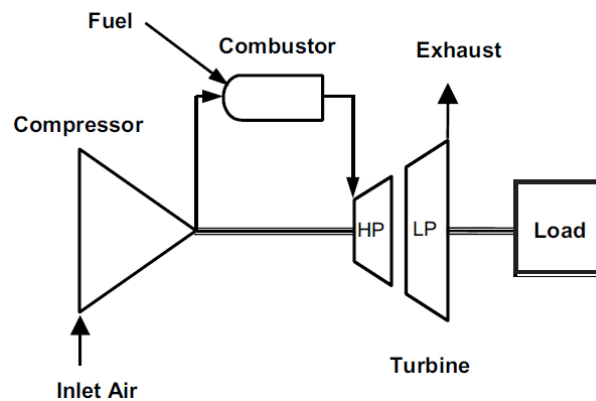 Fuel
Combustor
Exhaust
Compressor
HP
LP
Load
Turbine
Inlet Air